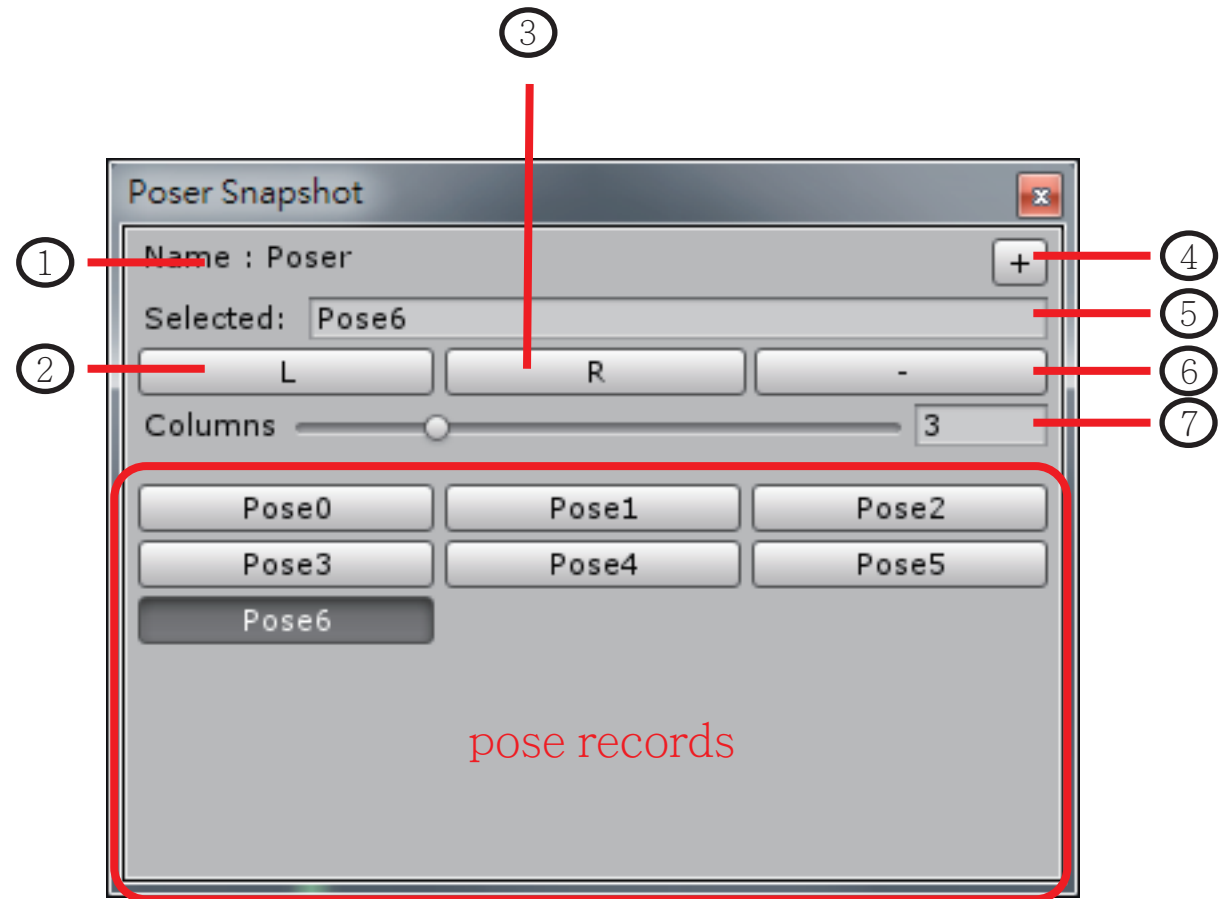 ③
Poser Snapshot
x
① Name : Poser + ④
Selected: Pose6 ⑤
② L R - ⑥
Columns 3 ⑦
Pose0 Pose1 Pose2
Pose3 Pose4 Pose5
Pose6
pose records